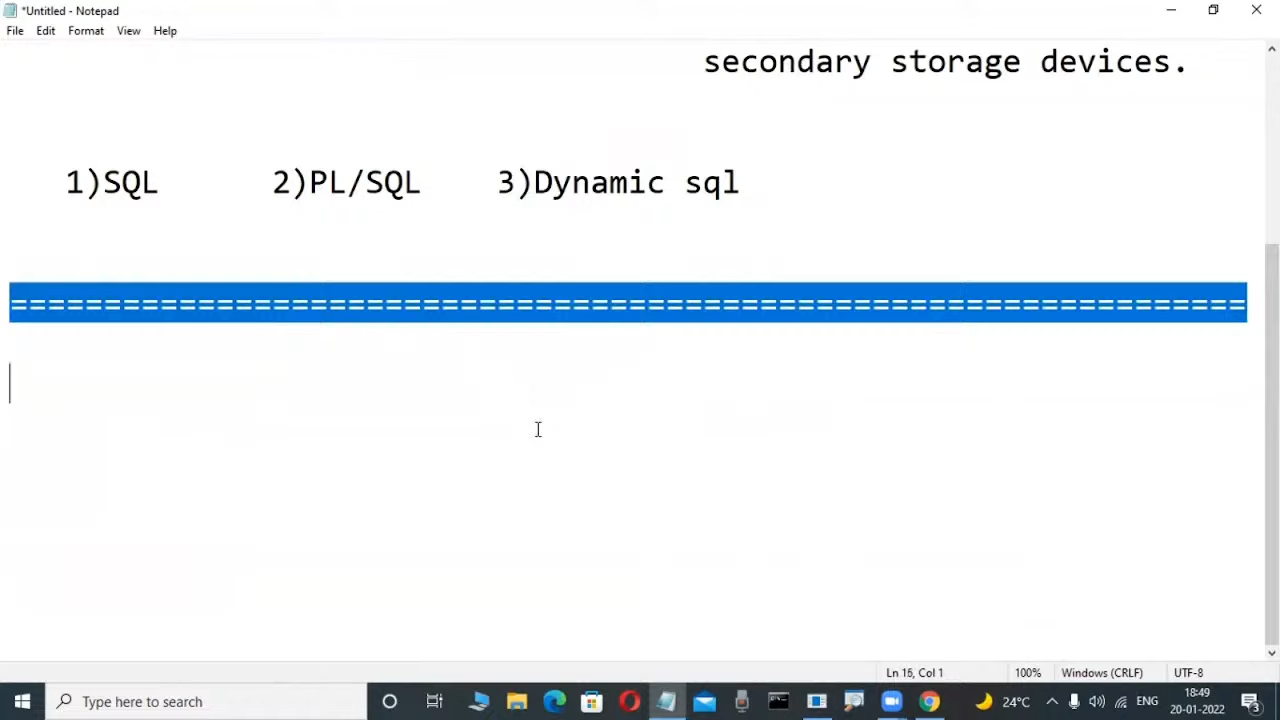 *Untitled - Notepad
File Edit Format View Help
secondary storage devices.
1)SQL 2)PL/SQL 3)Dynamic sql
==================================================================
Ln 15, Col 1 100% Windows (CRLF) UTF-8
Type here to search 24°C ENG 18:49
20-01-2022 3